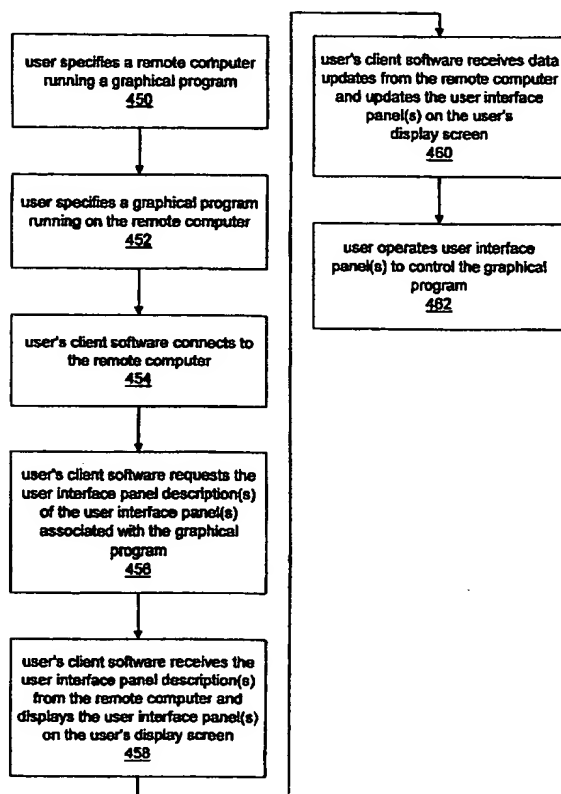 user specifies a remote computer
running a graphical program
450
user specifies a graphical program
running on the remote computer
452
user's client software connects to
the remote computer
454
user's client software requests the
user interface panel description(s)
of the user interface panel(s)
associated with the graphical
program
456
user's client software receives the
user interface panel description(s)
from the remote computer and
displays the user interface panel(s)
on the user's display screen
458
user's client software receives data
updates from the remote computer
and updates the user interface
panel(s) on the user's
display screen
460
user operates user interface
panel(s) to control the graphical
program
462